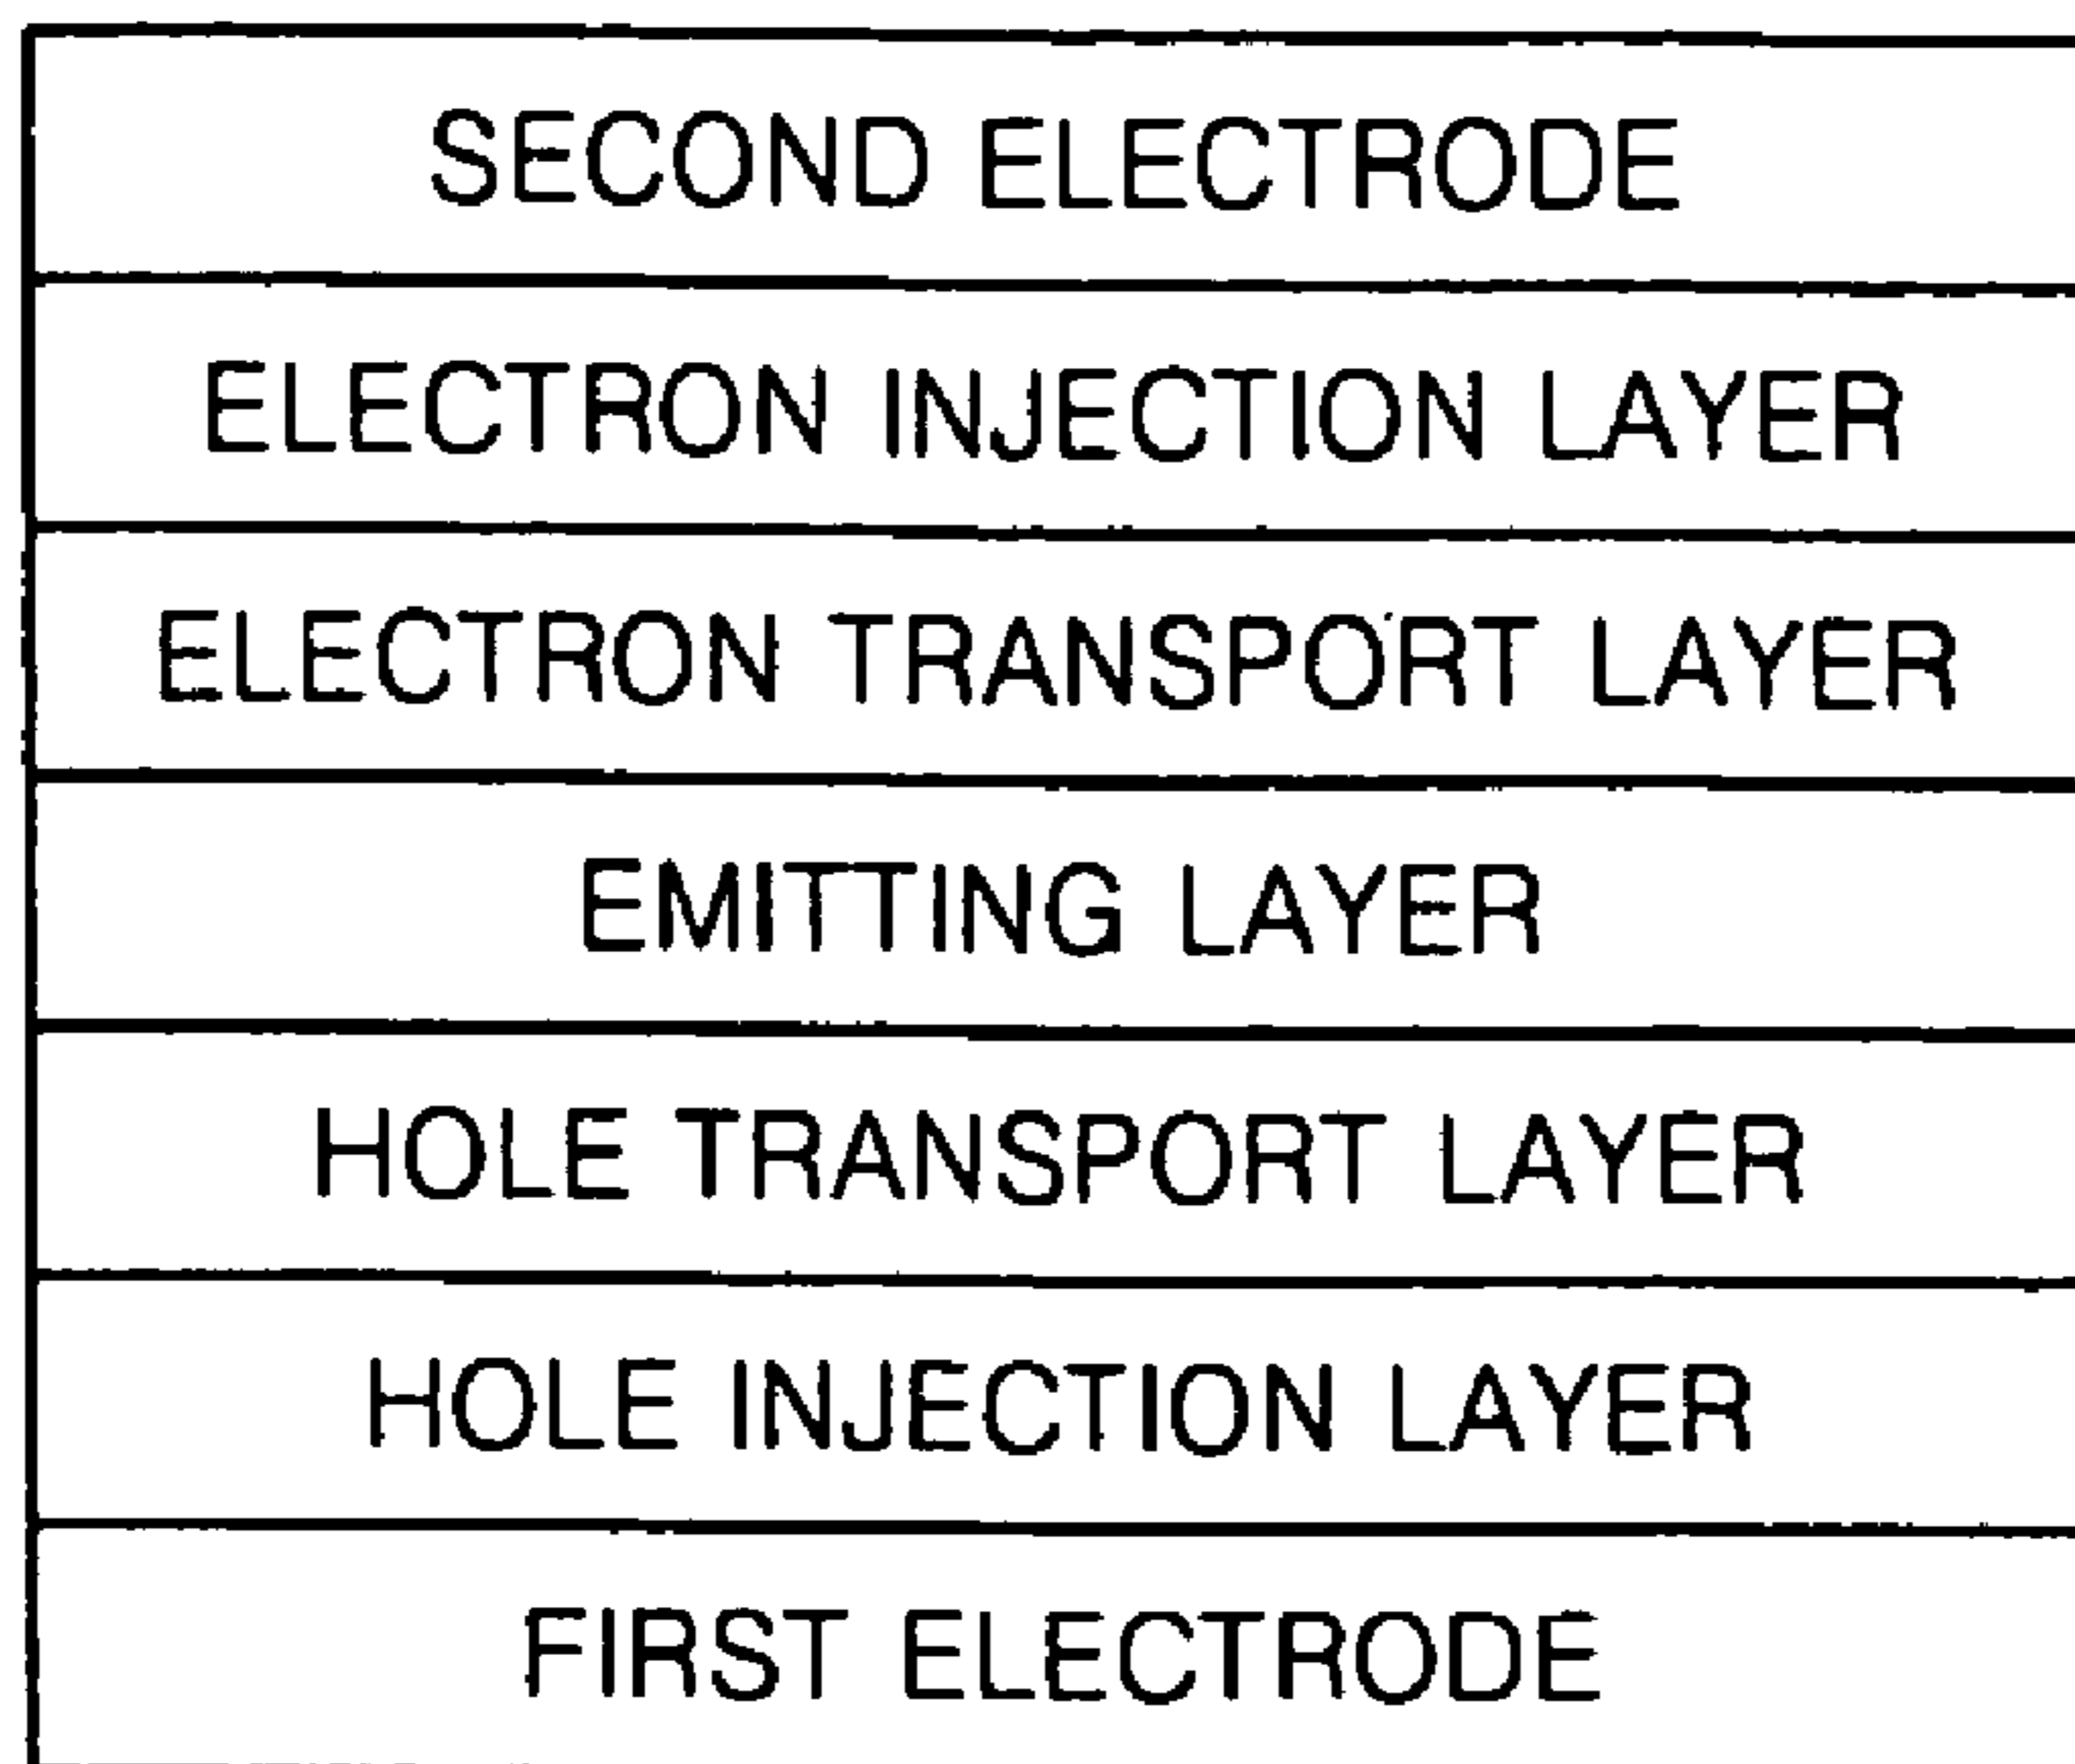 SECOND ELECTRODE
ELECTRON INJECTION LAYER
ELECTRON TRANSPORT LAYER
EMITTING LAYER
HOLE TRANSPORT LAYER
HOLE INJECTION LAYER
FIRST ELECTRODE